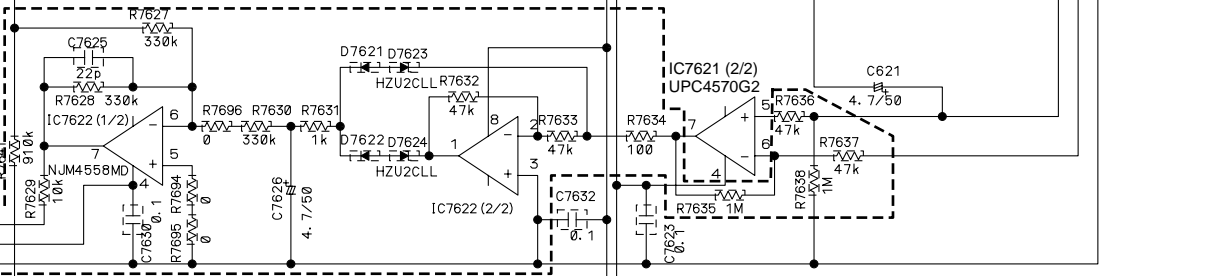 R7627
330k
C7625
22p
R7628 330k
IC7622 (1/2)
6
5
7
4
NJM4558MD
910k
R7629
10k
C7630
0.1
R7694
0
R7695
0
R7696
0
R7630
330k
R7631
1k
C7626
4.7/50
D7621
D7623
HZU2CLL
D7622
D7624
HZU2CLL
R7632
47k
8
1
2
3
IC7622 (2/2)
R7633
47k
C7632
0.1
R7634
100
IC7621 (2/2)
UPC4570G2
7
5
6
4
C7623
0.1
R7635 1M
R7636
47k
R7637
47k
R7638
1M
C621
4.7/50